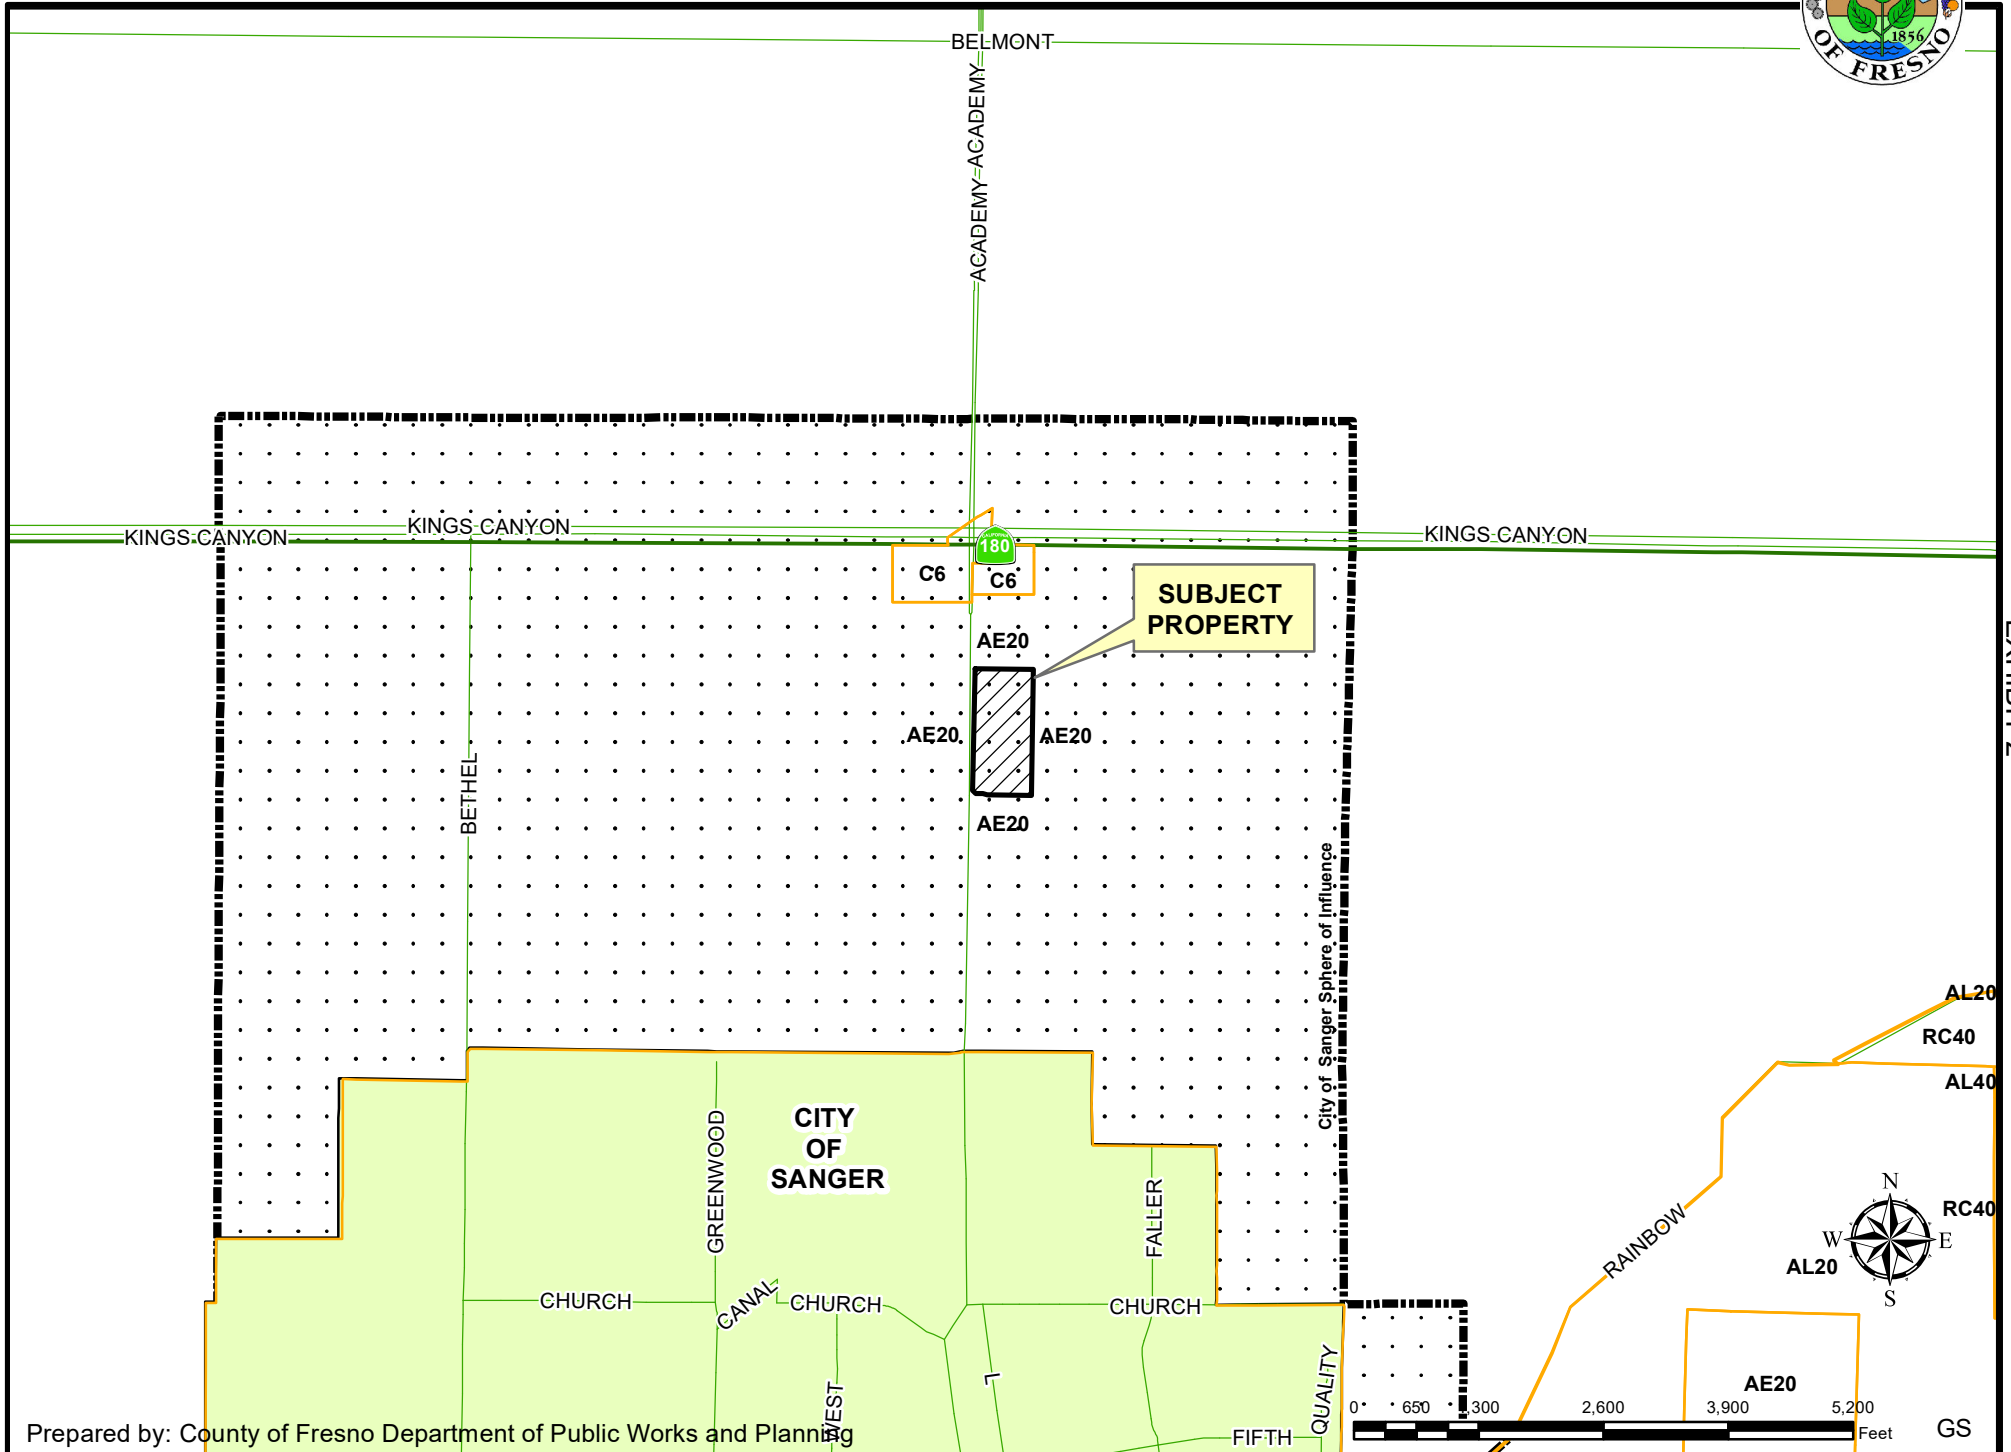 1856
OF FRESNO
BELMONT
ACADEMY
ACADEMY
ACADEMY
KINGS CANYON
KINGS CANYON
KINGS CANYON
CALIFORNIA
180
C6
C6
SUBJECT
PROPERTY
AE20
AE20
AE20
AE20
BETHEL
City of Sanger Sphere of Influence
AL20
RC40
AL40
RC40
AL20
N
W
E
S
RAINBOW
CITY
OF
SANGER
GREENWOOD
FALLER
CHURCH
CANAL
CHURCH
CHURCH
L
WEST
QUALITY
FIFTH
AE20
0 650 1,300 2,600 3,900 5,200
Feet
GS
Prepared by: County of Fresno Department of Public Works and Planning